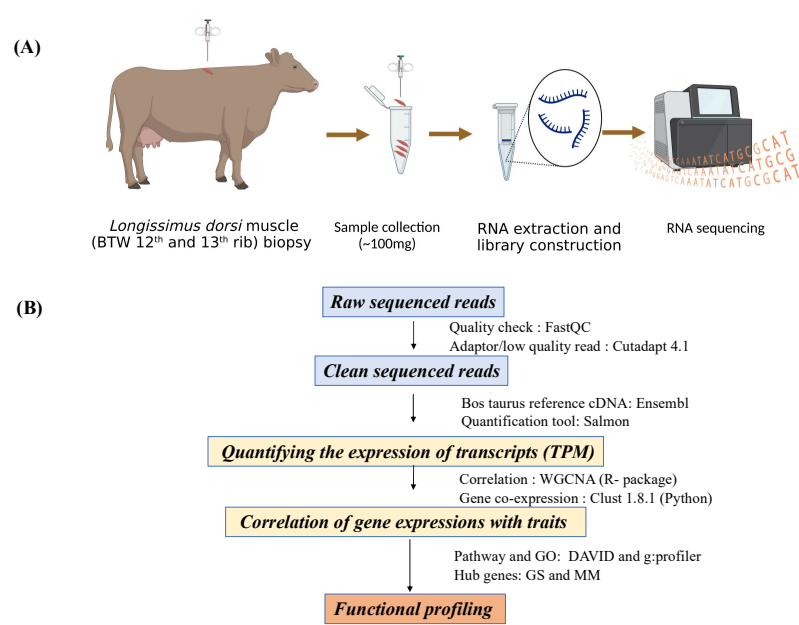 (A)
AAATATCATGCGCAT
CAAATATCATGCG
GAGTCAAATATCATGCGCAT
Longissimus dorsi muscle
(BTW 12th and 13th rib) biopsy
Sample collection
(~100mg)
RNA extraction and
library construction
RNA sequencing
(B)
Raw sequenced reads
Quality check : FastQC
Adaptor/low quality read : Cutadapt 4.1
Clean sequenced reads
Bos taurus reference cDNA: Ensembl
Quantification tool: Salmon
Quantifying the expression of transcripts (TPM)
Correlation : WGCNA (R- package)
Gene co-expression : Clust 1.8.1 (Python)
Correlation of gene expressions with traits
Pathway and GO: DAVID and g:profiler
Hub genes: GS and MM
Functional profiling